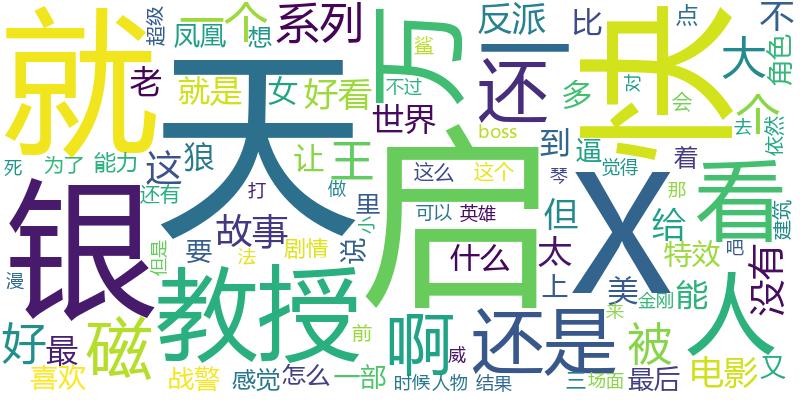 超级
一个
凤凰
想
系列
万
鲨
反派
一
比
点
不
就
老
就是
女
好看
天
不过
世界
还
多
boss
快
对
大
角色
个
会
去
依然
死
为了
能力
这
狼
让
王
启
这么
这个
到
逼
觉得
着
那
看
还有
打
做
里
可以
英雄
琴
但
X
给
建筑
银
但是
要
故事
法
剧情
说
小
什么
太
上
美
特效
能
吧
没有
漫
教授
金刚
来
人
好
最
磁
前
啊
威
还是
被
喜欢
战警
感觉
怎么
一部
时候
人物
结果
三
场面
最后
电影
又